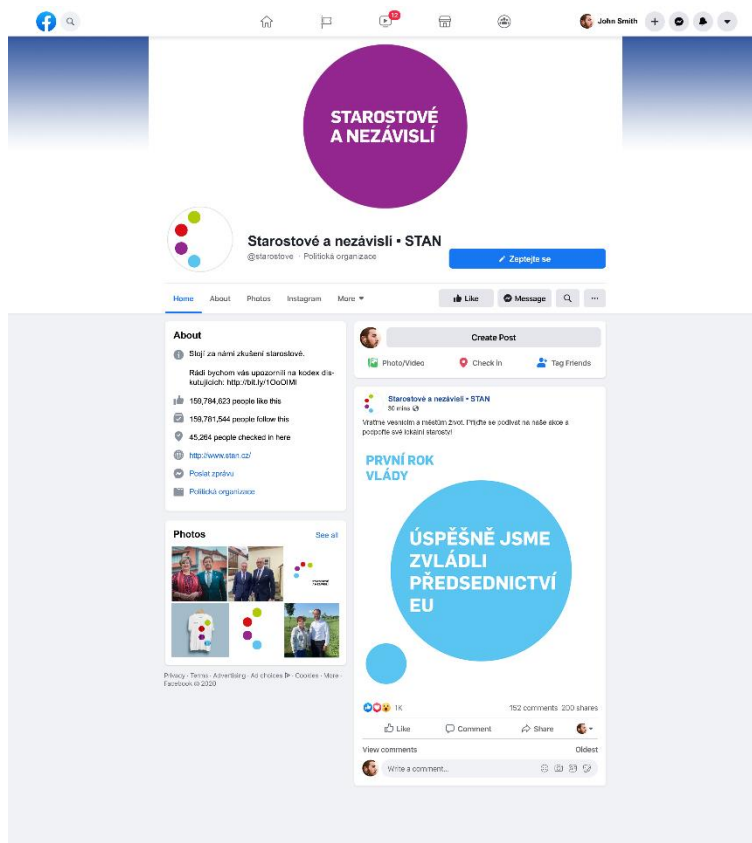 12
John Smith
STAROSTOVÉ
A NEZÁVISLÍ
Starostové a nezávislí • STAN
@starostove · Politická organizace
Zeptejte se
Home About Photos Instagram More
Like Message
About
Stojí za námi zkušení starostové.
Rádi bychom vás upozornili na kodex dis-
kutujících: http://bit.ly/1OoDIMl
159,784,623 people like this
159,781,544 people follow this
45,264 people checked in here
http://www.stan.cz/
Poslat zprávu
Politická organizace
Photos See all
Privacy · Terms · Advertising · Ad choices · Cookies · More ·
Facebook © 2020
Create Post
Photo/Video Check in Tag Friends
Starostové a nezávislí • STAN
30 mins
Vraťme vesnicím a městům život. Přijďte se podívat na naše akce a
podpořte své lokální starosty!
PRVNÍ ROK
VLÁDY
ÚSPĚŠNĚ JSME
ZVLÁDLI
PŘEDSEDNICTVÍ
EU
1K 152 comments 200 shares
Like Comment Share
View comments Oldest
Write a comment...